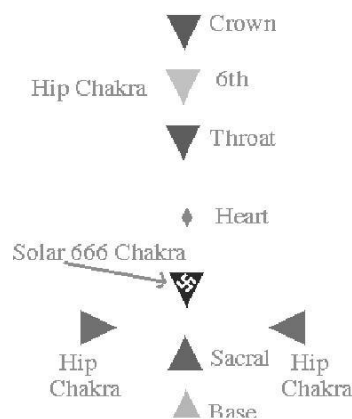 Crown
Hip Chakra
6th
Throat
Heart
Solar 666 Chakra
Hip
Chakra
Sacral
Hip
Chakra
Base